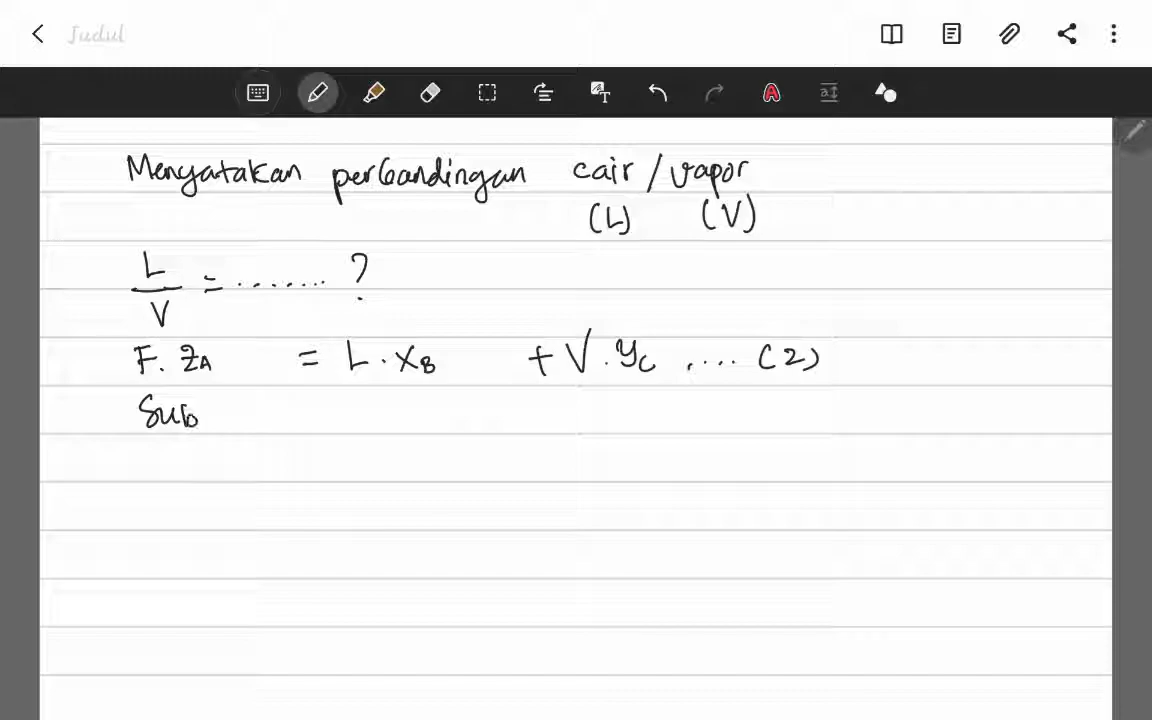 Judul
Menyatakan perbandingan cair / vapor
(L) (V)
L
— = ........ ?
V
F. ZA = L . XB + V . yC .... (2)
Sub